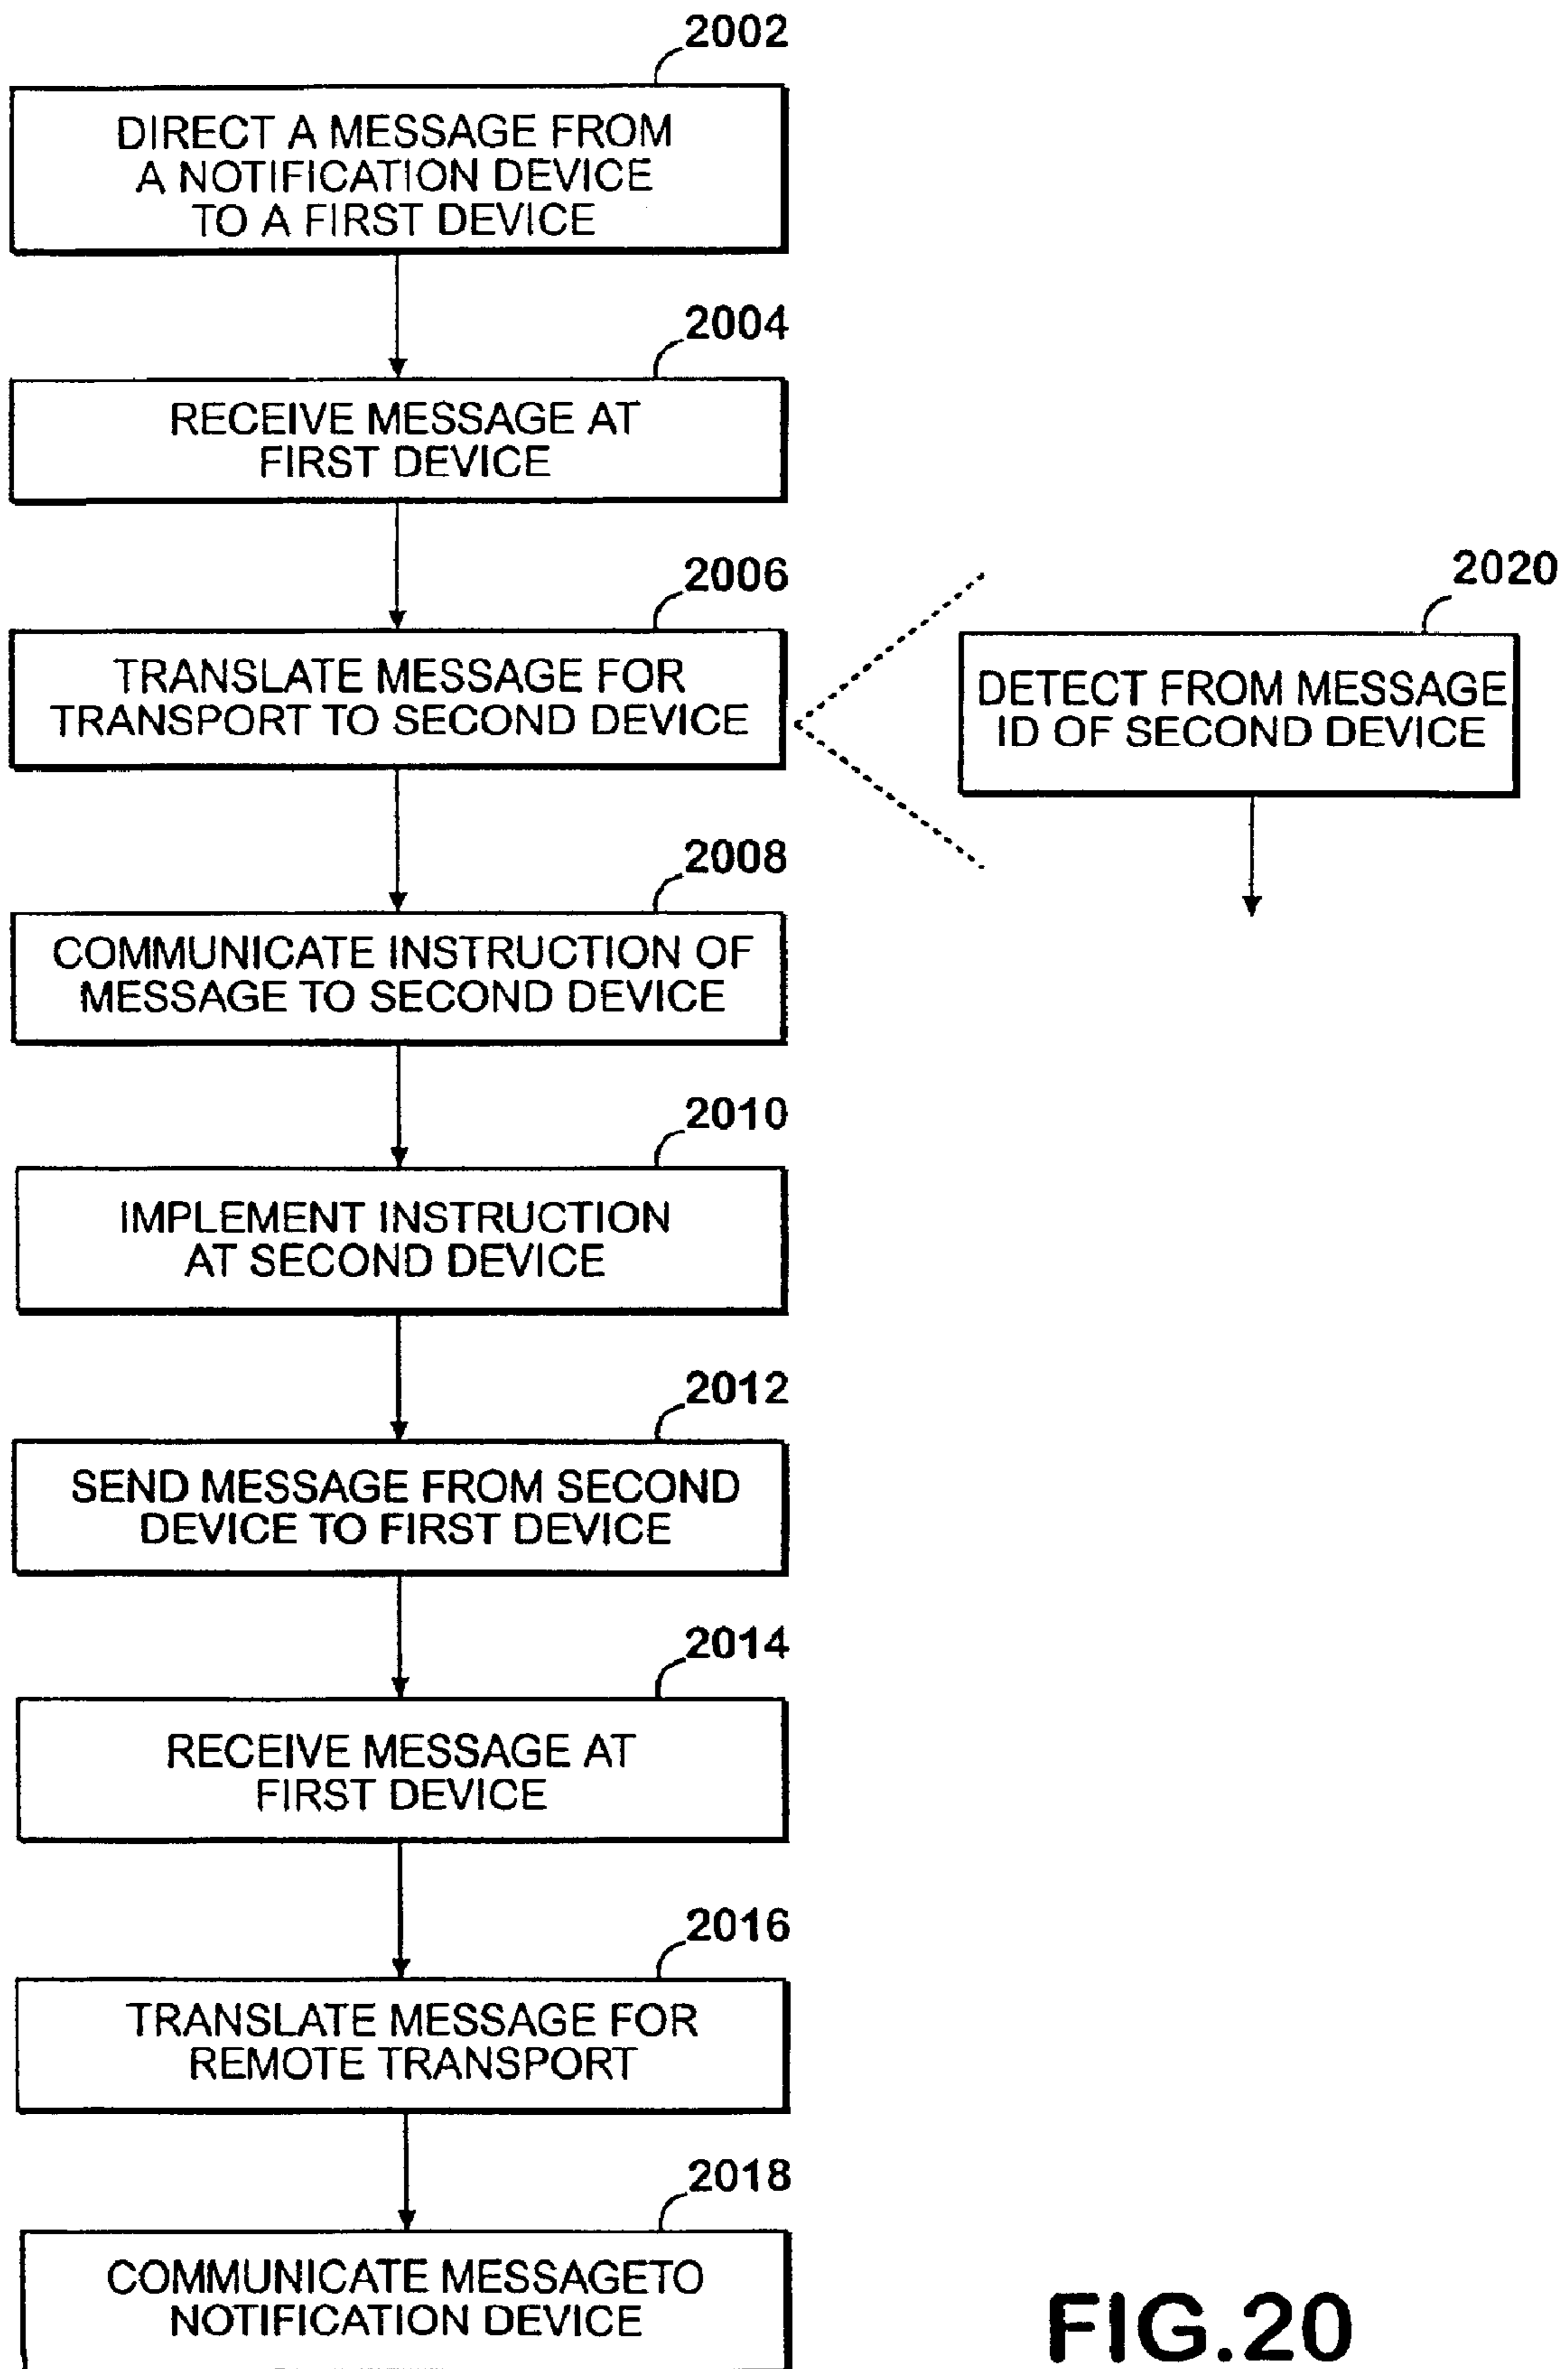 2002
DIRECT A MESSAGE FROM
A NOTIFICATION DEVICE
TO A FIRST DEVICE
2004
RECEIVE MESSAGE AT
FIRST DEVICE
2006
TRANSLATE MESSAGE FOR
TRANSPORT TO SECOND DEVICE
2020
DETECT FROM MESSAGE
ID OF SECOND DEVICE
2008
COMMUNICATE INSTRUCTION OF
MESSAGE TO SECOND DEVICE
2010
IMPLEMENT INSTRUCTION
AT SECOND DEVICE
2012
SEND MESSAGE FROM SECOND
DEVICE TO FIRST DEVICE
2014
RECEIVE MESSAGE AT
FIRST DEVICE
2016
TRANSLATE MESSAGE FOR
REMOTE TRANSPORT
2018
COMMUNICATE MESSAGETO
NOTIFICATION DEVICE
FIG.20